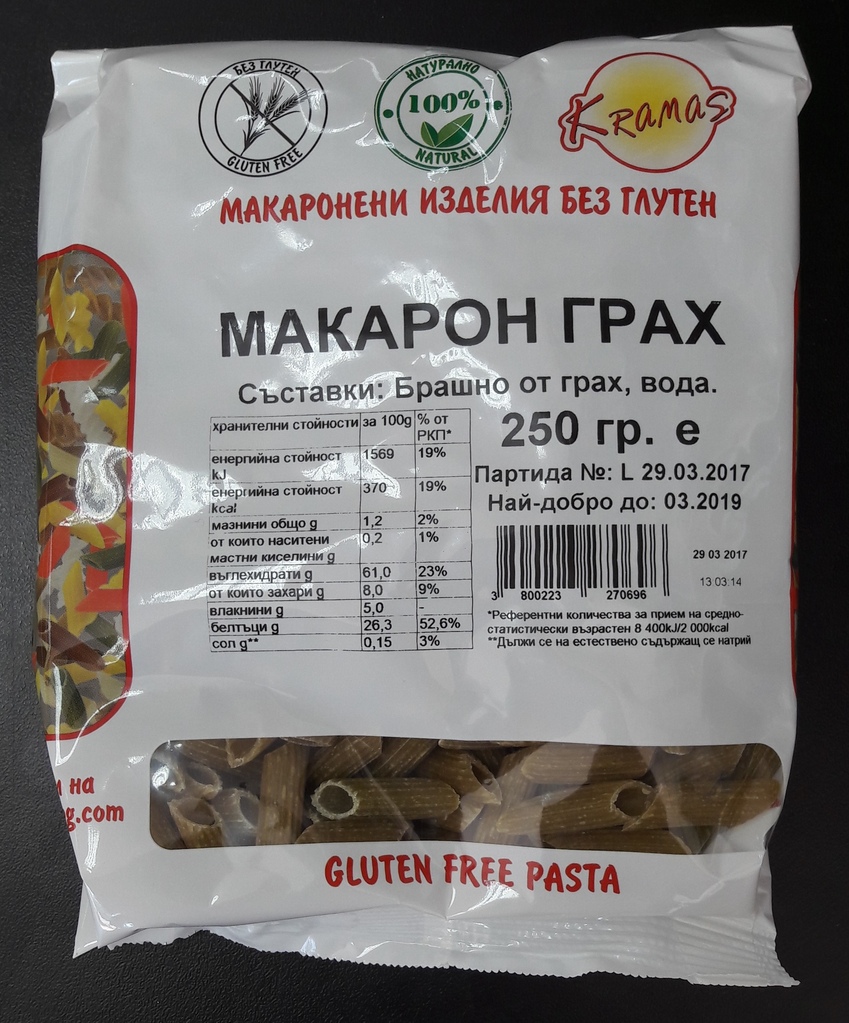 БЕЗ ГЛУТЕН
GLUTEN FREE
НАТУРАЛНО
100%
NATURAL
KRAMAS
МАКАРОНЕНИ ИЗДЕЛИЯ БЕЗ ГЛУТЕН
МАКАРОН ГРАХ
Съставки: Брашно от грах, вода.
250 гр. е
Партида №: L 29.03.2017
Най-добро до: 03.2019
хранителни стойности за 100g % от РКП*
енергийна стойност kJ 1569 19%
енергийна стойност kcal 370 19%
мазнини общо g 1,2 2%
от които наситени мастни киселини g 0,2 1%
въглехидрати g 61,0 23%
от които захари g 8,0 9%
влакнини g 5,0 -
белтъци g 26,3 52,6%
сол g** 0,15 3%
29 03 2017
13 03:14
3 800223 270696
*Референтни количества за прием на средно-
статистически възрастен 8 400kJ/2 000kcal
**Дължи се на естествено съдържащ се натрий
на
g.com
GLUTEN FREE PASTA